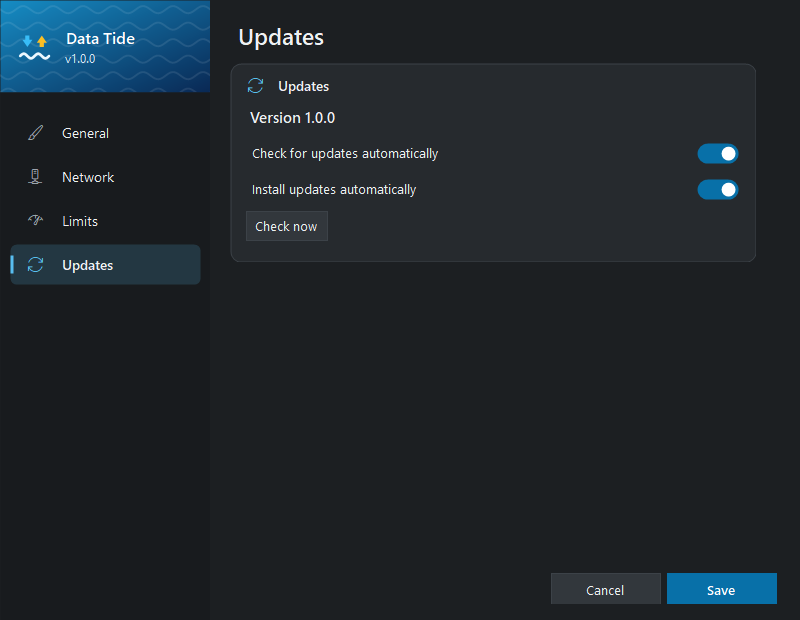 Data Tide
v1.0.0
General
Network
Limits
Updates
Updates
Updates
Version 1.0.0
Check for updates automatically
Install updates automatically
Check now
Cancel
Save